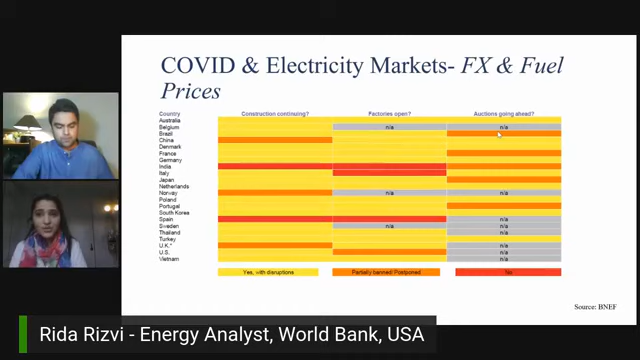 COVID & Electricity Markets- FX & Fuel
Prices
Country Construction continuing? Factories open? Auctions going ahead?
Australia
Belgium n/a n/a
Brazil
China
Denmark
France
Germany
India
Italy
Japan
Netherlands
Norway n/a n/a
Poland
Portugal
South Korea
Spain n/a
Sweden n/a n/a
Thailand n/a
Turkey
U.K.* n/a
U.S. n/a
Vietnam n/a
Yes, with disruptions Partially banned/ Postponed No
Source: BNEF
Rida Rizvi - Energy Analyst, World Bank, USA